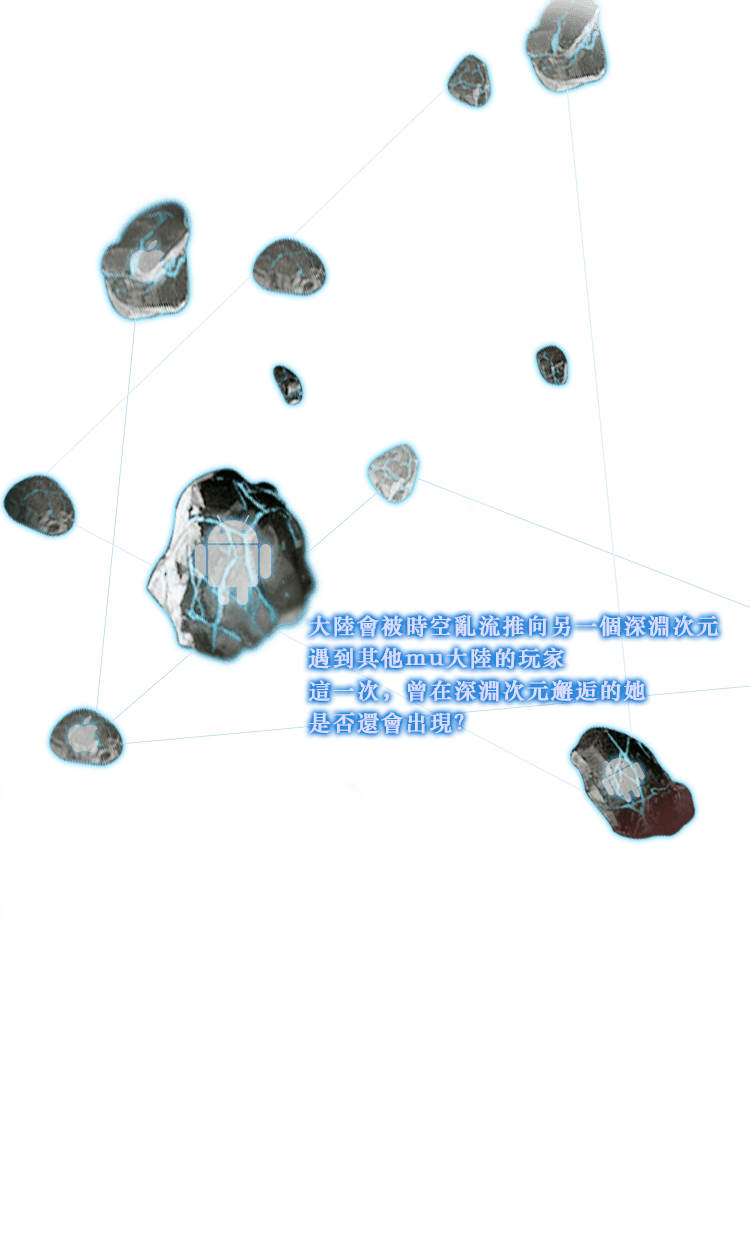 大陸會被時空亂流推向另一個深淵次元
遇到其他mu大陸的玩家
這一次，曾在深淵次元邂逅的她
是否還會出現？